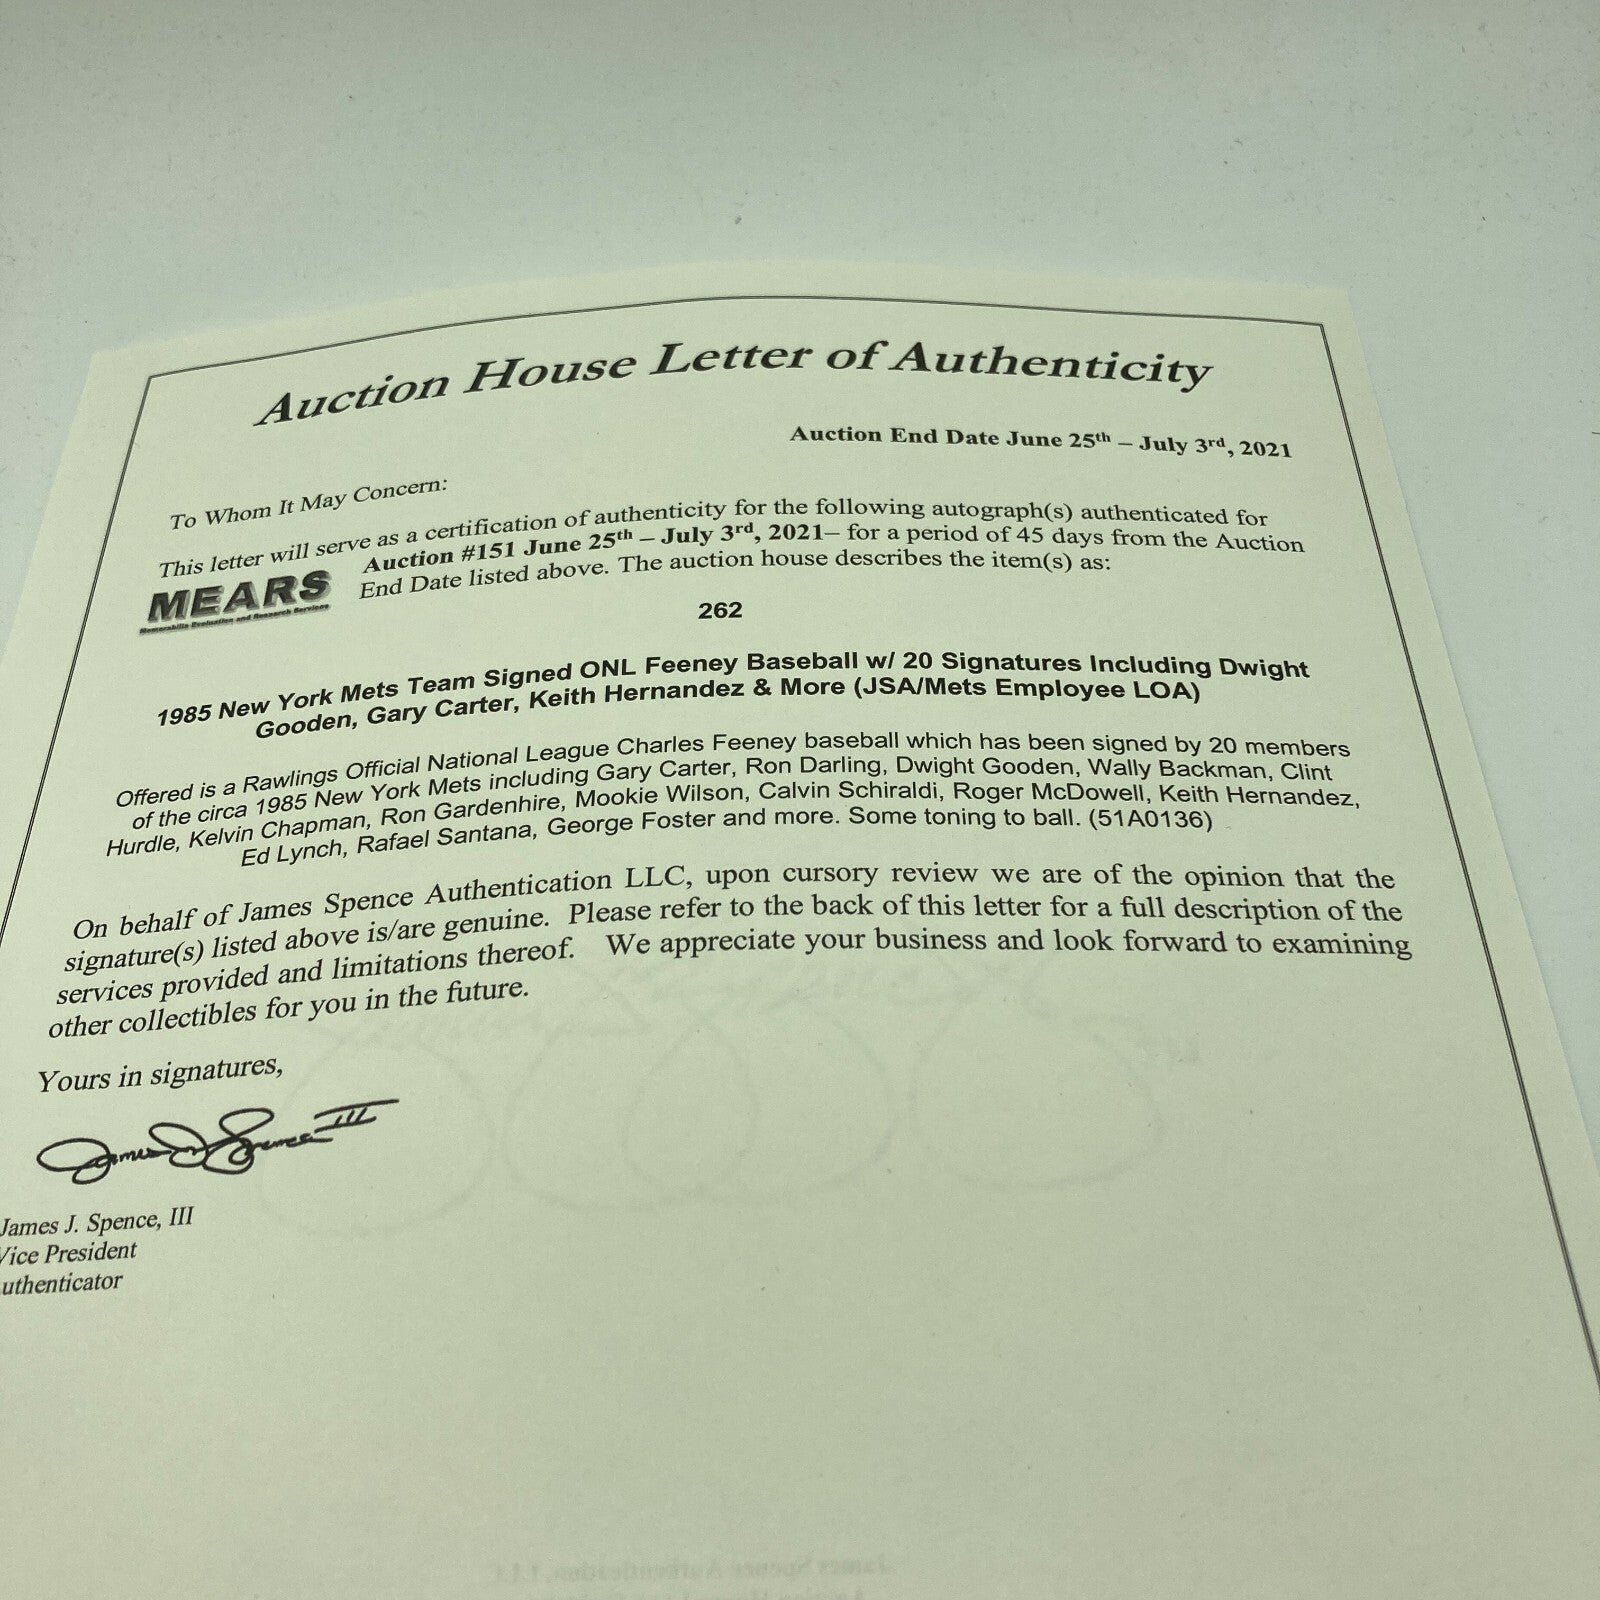 Auction House Letter of Authenticity
Auction End Date June 25th – July 3rd, 2021
To Whom It May Concern:
This letter will serve as a certification of authenticity for the following autograph(s) authenticated for
MEARS
Memorabilia Evaluation and Research Services
Auction #151 June 25th – July 3rd, 2021– for a period of 45 days from the Auction
End Date listed above. The auction house describes the item(s) as:
262
1985 New York Mets Team Signed ONL Feeney Baseball w/ 20 Signatures Including Dwight
Gooden, Gary Carter, Keith Hernandez & More (JSA/Mets Employee LOA)
Offered is a Rawlings Official National League Charles Feeney baseball which has been signed by 20 members
of the circa 1985 New York Mets including Gary Carter, Ron Darling, Dwight Gooden, Wally Backman, Clint
Hurdle, Kelvin Chapman, Ron Gardenhire, Mookie Wilson, Calvin Schiraldi, Roger McDowell, Keith Hernandez,
Ed Lynch, Rafael Santana, George Foster and more. Some toning to ball. (51A0136)
On behalf of James Spence Authentication LLC, upon cursory review we are of the opinion that the
signature(s) listed above is/are genuine. Please refer to the back of this letter for a full description of the
services provided and limitations thereof. We appreciate your business and look forward to examining
other collectibles for you in the future.
Yours in signatures,
James J. Spence III
James J. Spence, III
Vice President
uthenticator